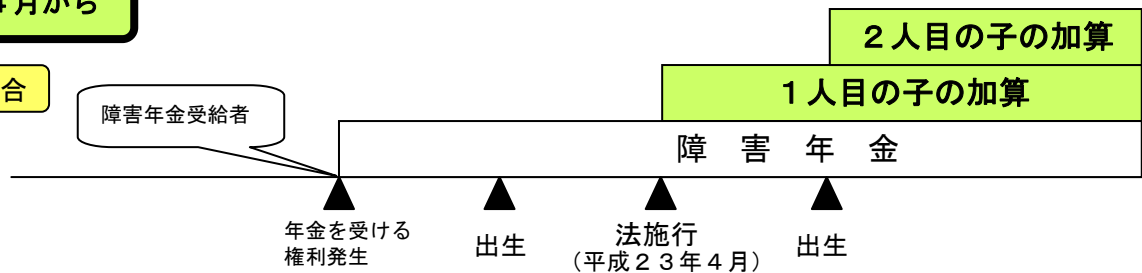 月から
2人目の子の加算
合
1人目の子の加算
障害年金受給者
障 害 年 金
年金を受ける
権利発生
出生
法施行
(平成23年4月)
出生